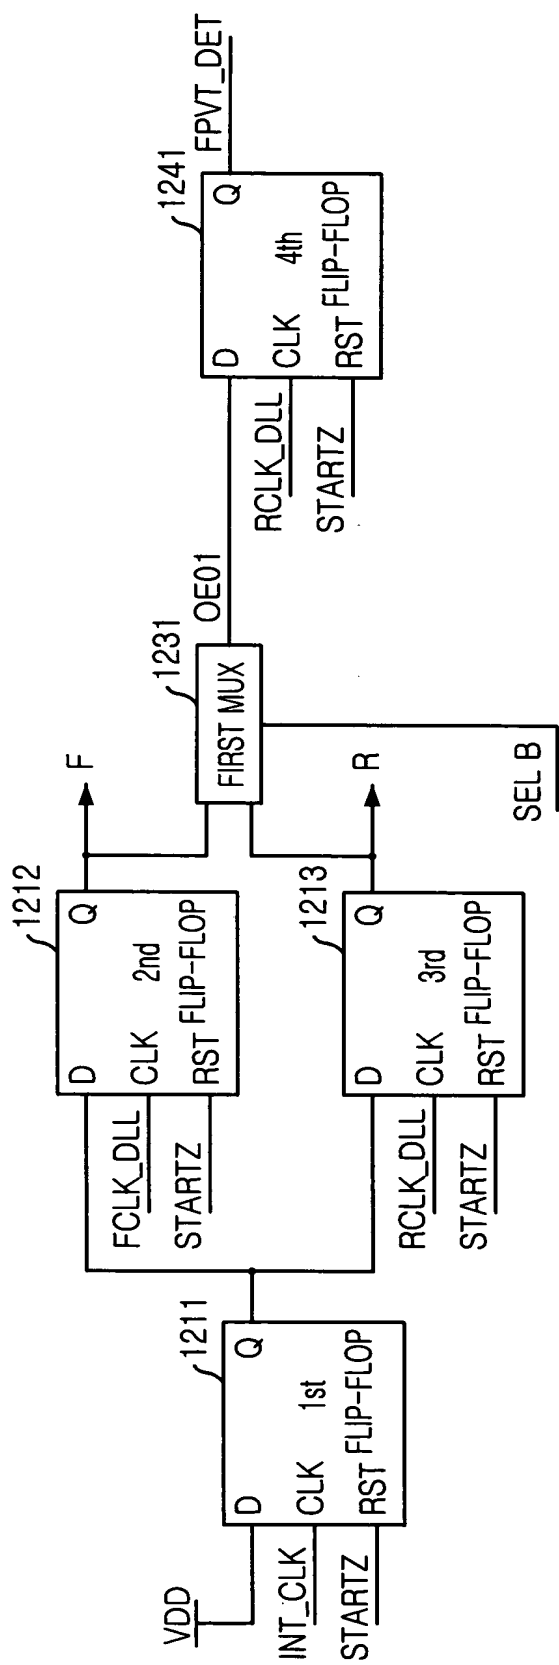 VDD
INT_CLK
STARTZ
1211
D
Q
CLK
1st
RST FLIP-FLOP
FCLK_DLL
STARTZ
1212
D
Q
CLK
2nd
RST FLIP-FLOP
F
RCLK_DLL
STARTZ
1213
D
Q
CLK
3rd
RST FLIP-FLOP
R
1231
FIRST MUX
SEL B
OE01
RCLK_DLL
STARTZ
1241
D
Q
CLK
4th
RST FLIP-FLOP
FPVT_DET